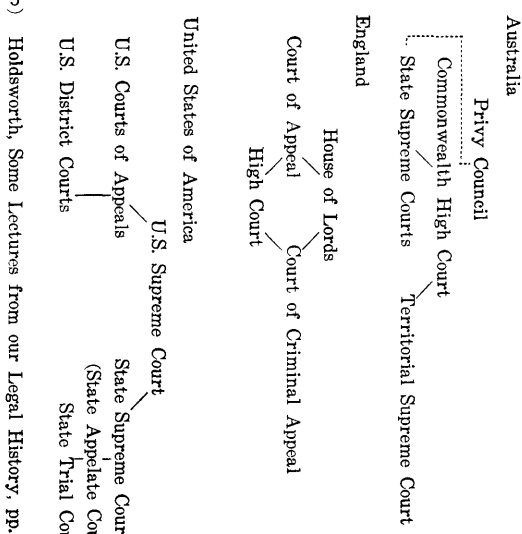 Australia
Privy Council
Commonwealth High Court
State Supreme Courts Territorial Supreme Court
England
House of Lords
Court of Appeal Court of Criminal Appeal
High Court
United States of America
U.S. Supreme Court
U.S. Courts of Appeals State Supreme Cour
(State Appelate Cou
U.S. District Courts State Trial Cou
) Holdsworth, Some Lectures from our Legal History, pp.